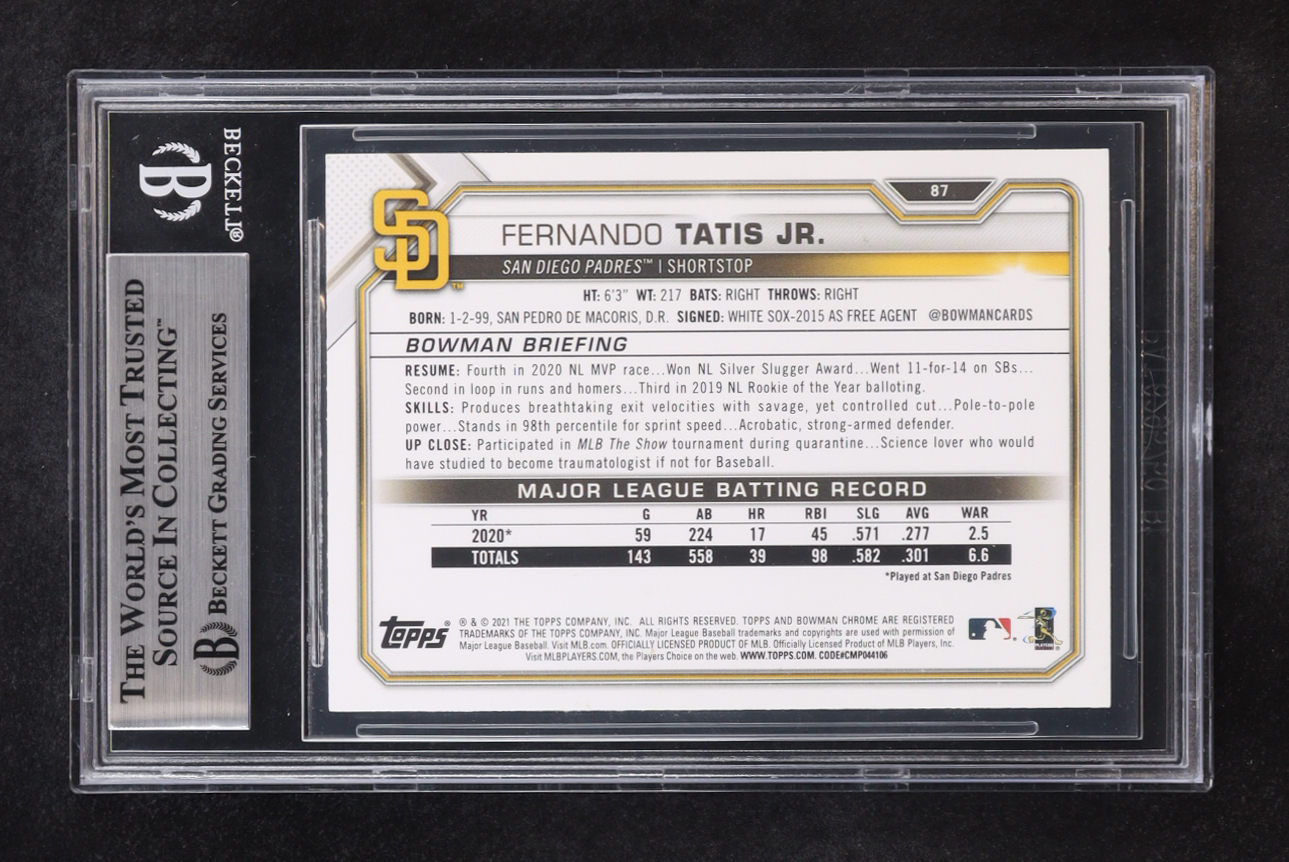 BECKETT®
THE WORLD'S MOST TRUSTED
SOURCE IN COLLECTING™
BECKETT GRADING SERVICES
87
SD™
FERNANDO TATIS JR.
SAN DIEGO PADRES™ | SHORTSTOP
HT: 6'3" WT: 217 BATS: RIGHT THROWS: RIGHT
BORN: 1-2-99, SAN PEDRO DE MACORIS, D.R. SIGNED: WHITE SOX-2015 AS FREE AGENT @BOWMANCARDS
BOWMAN BRIEFING
RESUME: Fourth in 2020 NL MVP race...Won NL Silver Slugger Award...Went 11-for-14 on SBs...
Second in loop in runs and homers...Third in 2019 NL Rookie of the Year balloting.
SKILLS: Produces breathtaking exit velocities with savage, yet controlled cut...Pole-to-pole
power...Stands in 98th percentile for sprint speed...Acrobatic, strong-armed defender.
UP CLOSE: Participated in MLB The Show tournament during quarantine...Science lover who would
have studied to become traumatologist if not for Baseball.
MAJOR LEAGUE BATTING RECORD
YR G AB HR RBI SLG AVG WAR
2020* 59 224 17 45 .571 .277 2.5
TOTALS 143 558 39 98 .582 .301 6.6
*Played at San Diego Padres
Topps®
® & © 2021 THE TOPPS COMPANY, INC. ALL RIGHTS RESERVED. TOPPS AND BOWMAN CHROME ARE REGISTERED
TRADEMARKS OF THE TOPPS COMPANY, INC. Major League Baseball trademarks and copyrights are used with permission of
Major League Baseball. Visit MLB.com. OFFICIALLY LICENSED PRODUCT OF MLB. Officially Licensed Product of MLB Players, Inc.
Visit MLBPLAYERS.COM, the Players Choice on the web. WWW.TOPPS.COM. CODE#CMP044106